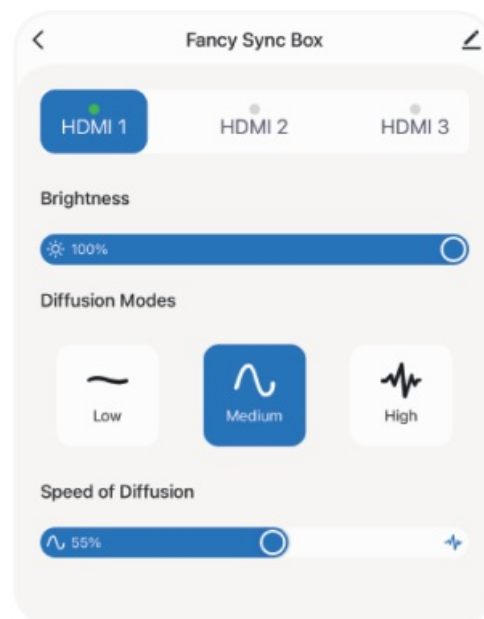 Fancy Sync Box
HDMI 1 HDMI 2 HDMI 3
Brightness
100%
Diffusion Modes
Low Medium High
Speed of Diffusion
55%